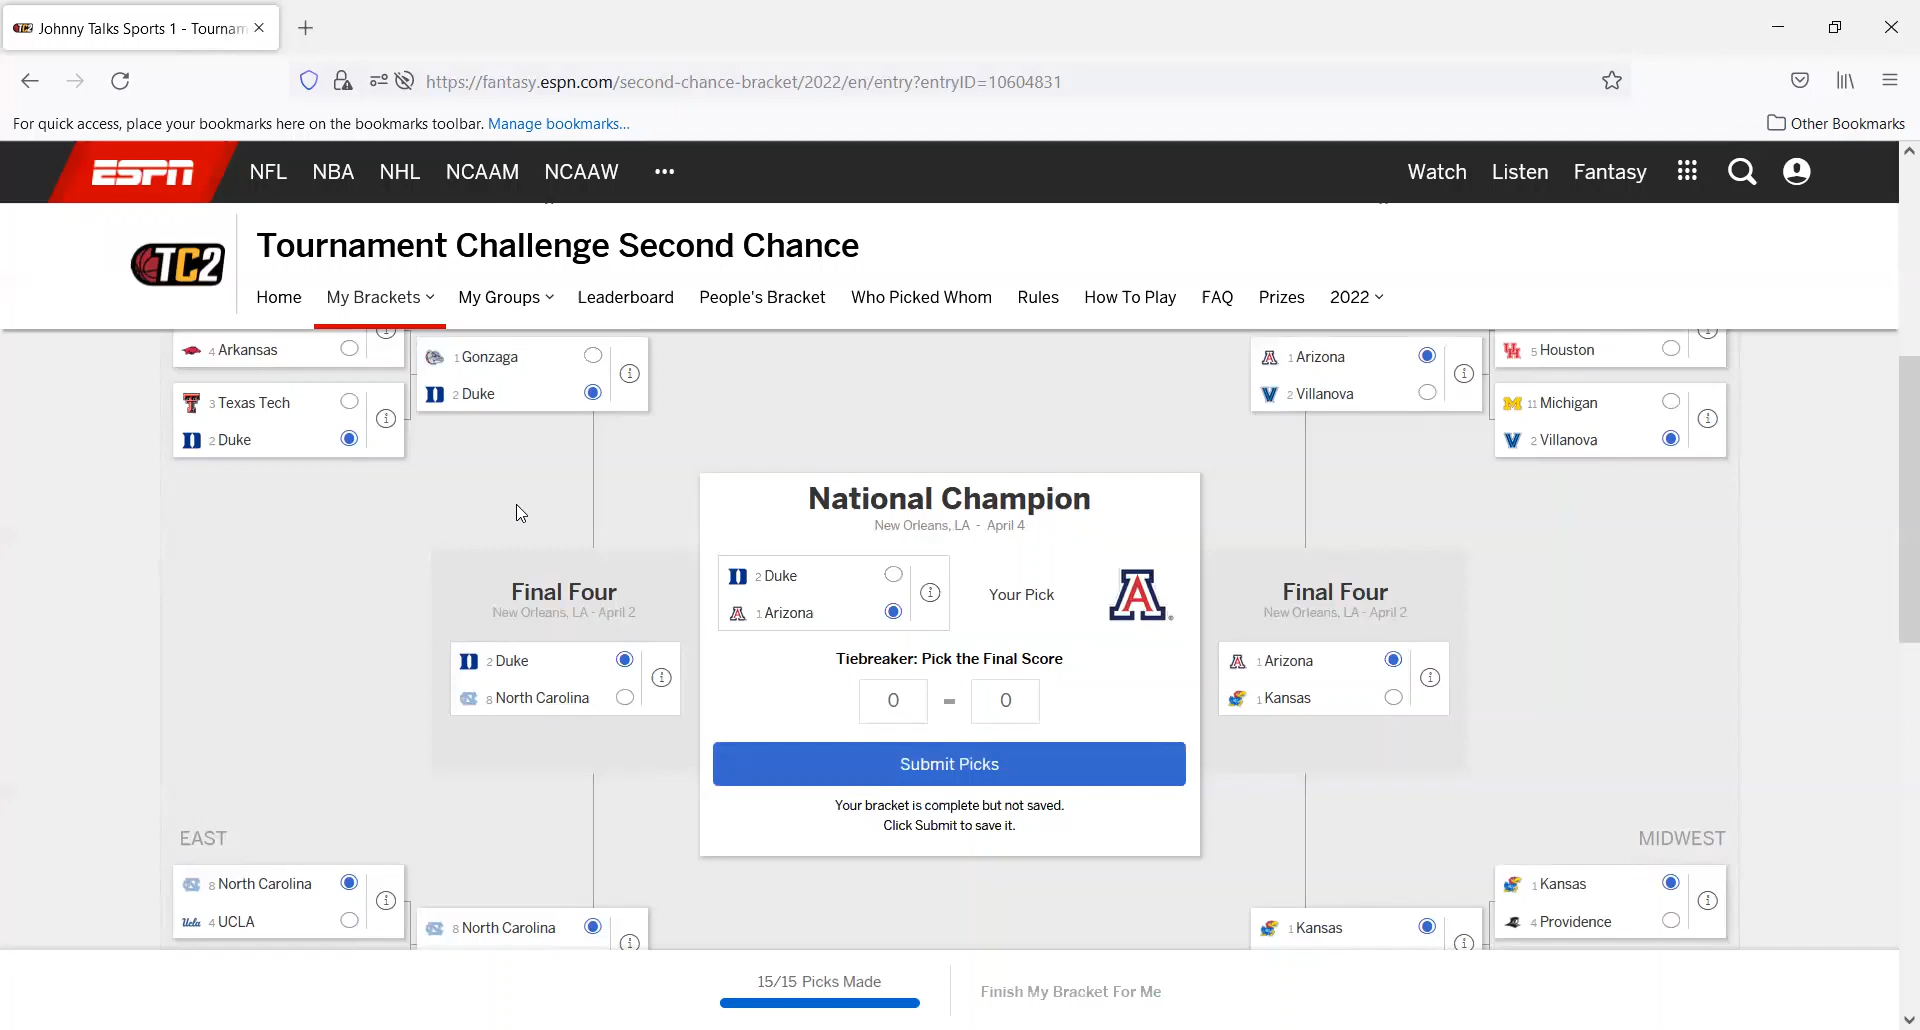 Johnny Talks Sports 1 - Tournam
https://fantasy.espn.com/second-chance-bracket/2022/en/entry?entryID=10604831
For quick access, place your bookmarks here on the bookmarks toolbar. Manage bookmarks...
Other Bookmarks
ESPN NFL NBA NHL NCAAM NCAAW Watch Listen Fantasy
TC2
Tournament Challenge Second Chance
Home My Brackets My Groups Leaderboard People's Bracket Who Picked Whom Rules How To Play FAQ Prizes 2022
4 Arkansas
3 Texas Tech
2 Duke
1 Gonzaga
2 Duke
1 Arizona
2 Villanova
5 Houston
11 Michigan
2 Villanova
National Champion
New Orleans, LA - April 4
2 Duke
1 Arizona
Your Pick
A
Tiebreaker: Pick the Final Score
0 - 0
Submit Picks
Your bracket is complete but not saved.
Click Submit to save it.
Final Four
New Orleans, LA - April 2
2 Duke
8 North Carolina
Final Four
New Orleans, LA - April 2
1 Arizona
1 Kansas
EAST
8 North Carolina
Ucla 4 UCLA
8 North Carolina
MIDWEST
1 Kansas
1 Kansas
4 Providence
15/15 Picks Made
Finish My Bracket For Me